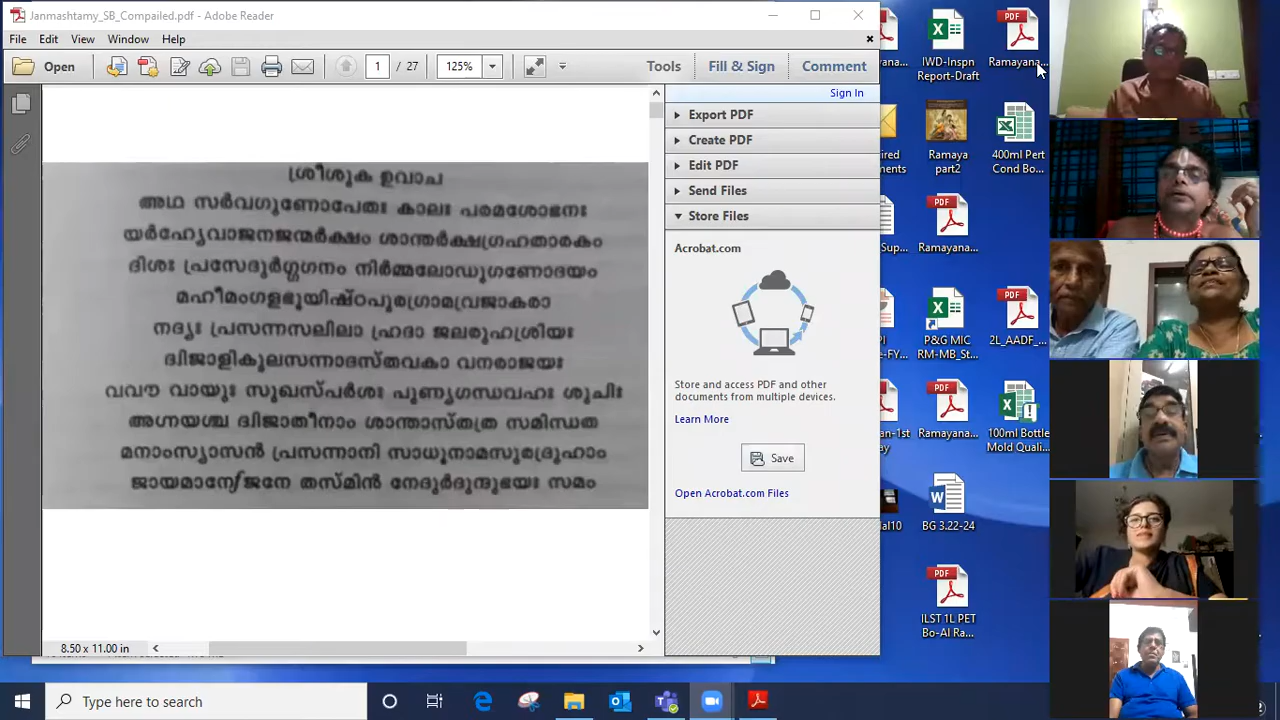 Janmashtamy_SB_Compailed.pdf - Adobe Reader
File Edit View Window Help
Open 1 / 27 125% Tools Fill & Sign Comment
Sign In
Export PDF
Create PDF
Edit PDF
Send Files
Store Files
Acrobat.com
Store and access PDF and other
documents from multiple devices.
Learn More
Save
Open Acrobat.com Files
ശ്രീശുക ഉവാച
അഥ സർവഗുണോപേതഃ കാലഃ പരമശോഭനഃ
യർഹ്യേവാജനജന്മർക്ഷം ശാന്തർക്ഷഗ്രഹതാരകം
ദിശഃ പ്രസേദുർഗ്ഗഗനം നിർമ്മലോഡുഗണോദയം
മഹീമംഗളഭൂയിഷ്ഠപുരഗ്രാമവ്രജാകരാ
നദ്യഃ പ്രസന്നസലിലാ ഹ്രദാ ജലരുഹശ്രിയഃ
ദ്വിജാളികുലസന്നാദസ്തവകാ വനരാജയഃ
വവൗ വായുഃ സുഖസ്പർശഃ പുണ്യഗന്ധവഹഃ ശുചിഃ
അഗ്നയശ്ച ദ്വിജാതീനാം ശാന്താസ്തത്ര സമിന്ധത
മനാംസ്യാസൻ പ്രസന്നാനി സാധൂനാമസുരദ്രുഹാം
ജായമാനേഽജനേ തസ്മിൻ നേദുർദുന്ദുഭയഃ സമം
8.50 x 11.00 in
IWD-Inspn
Report-Draft
Ramayana...
Ramaya
part2
400ml Pert
Cond Bo...
Ramayana...
P&G MIC
RM-MB_St...
2L_AADF_...
Ramayana...
100ml Bottle
Mold Quali...
BG 3.22-24
ILST 1L PET
Bo-Al Ra...
Type here to search